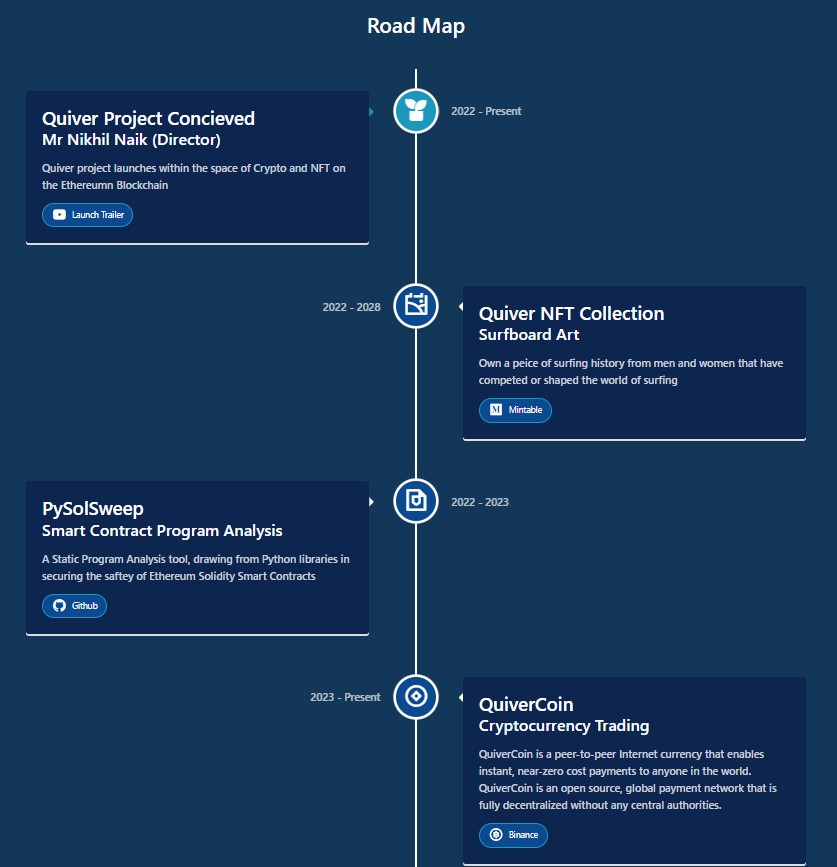 Road Map
Quiver Project Concieved
Mr Nikhil Naik (Director)
Quiver project launches within the space of Crypto and NFT on
the Ethereumn Blockchain
Launch Trailer
2022 - Present
2022 - 2028
Quiver NFT Collection
Surfboard Art
Own a peice of surfing history from men and women that have
competed or shaped the world of surfing
Mintable
PySolSweep
Smart Contract Program Analysis
A Static Program Analysis tool, drawing from Python libraries in
securing the saftey of Ethereum Solidity Smart Contracts
Github
2022 - 2023
2023 - Present
QuiverCoin
Cryptocurrency Trading
QuiverCoin is a peer-to-peer Internet currency that enables
instant, near-zero cost payments to anyone in the world.
QuiverCoin is an open source, global payment network that is
fully decentralized without any central authorities.
Binance